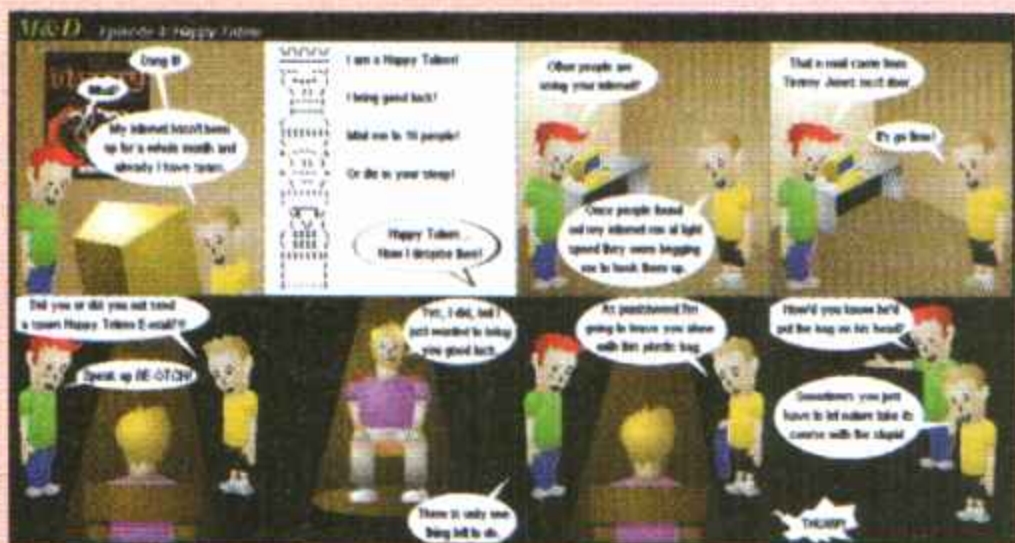 M&D Episode 3: Happy Totem
Dang it!
What?
My internet hasn't been
up for a whole month and
already I have spam.
I am a Happy Totem!
I bring good luck!
Mail me to 10 people!
Or die in your sleep!
Happy Totem...
How I despise thee!
Other people are
using your internet?
Once people found
out my internet ran at light
speed they were begging
me to hook them up.
That e-mail came from
Timmy Jones next door.
It's go time!
Did you or did you not send
a spam Happy Totem E-mail?!!
Speak up BE-OTCH!
Yes, I did, but I
just wanted to bring
you good luck.
There is only one
thing left to do.
As punishment I'm
going to leave you alone
with this plastic bag.
How'd you know he'd
put the bag on his head?
Sometimes you just
have to let nature take its
course with the stupid.
THUMP!